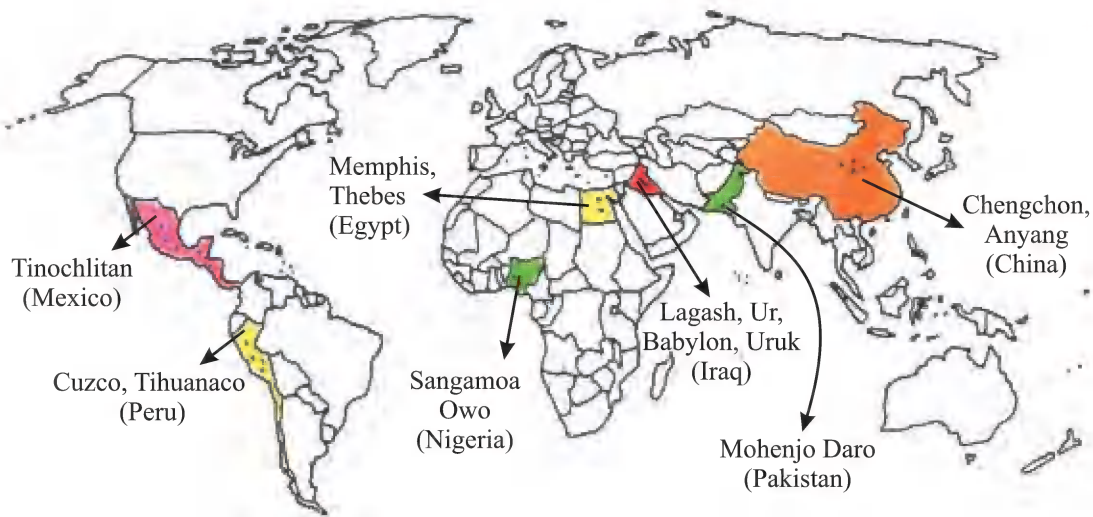 Memphis,
Thebes
(Egypt)
Chengchon,
Anyang
(China)
Tinochlitan
(Mexico)
Lagash, Ur,
Babylon, Uruk
(Iraq)
Cuzco, Tihuanaco
(Peru)
Sangamoa
Owo
(Nigeria)
Mohenjo Daro
(Pakistan)